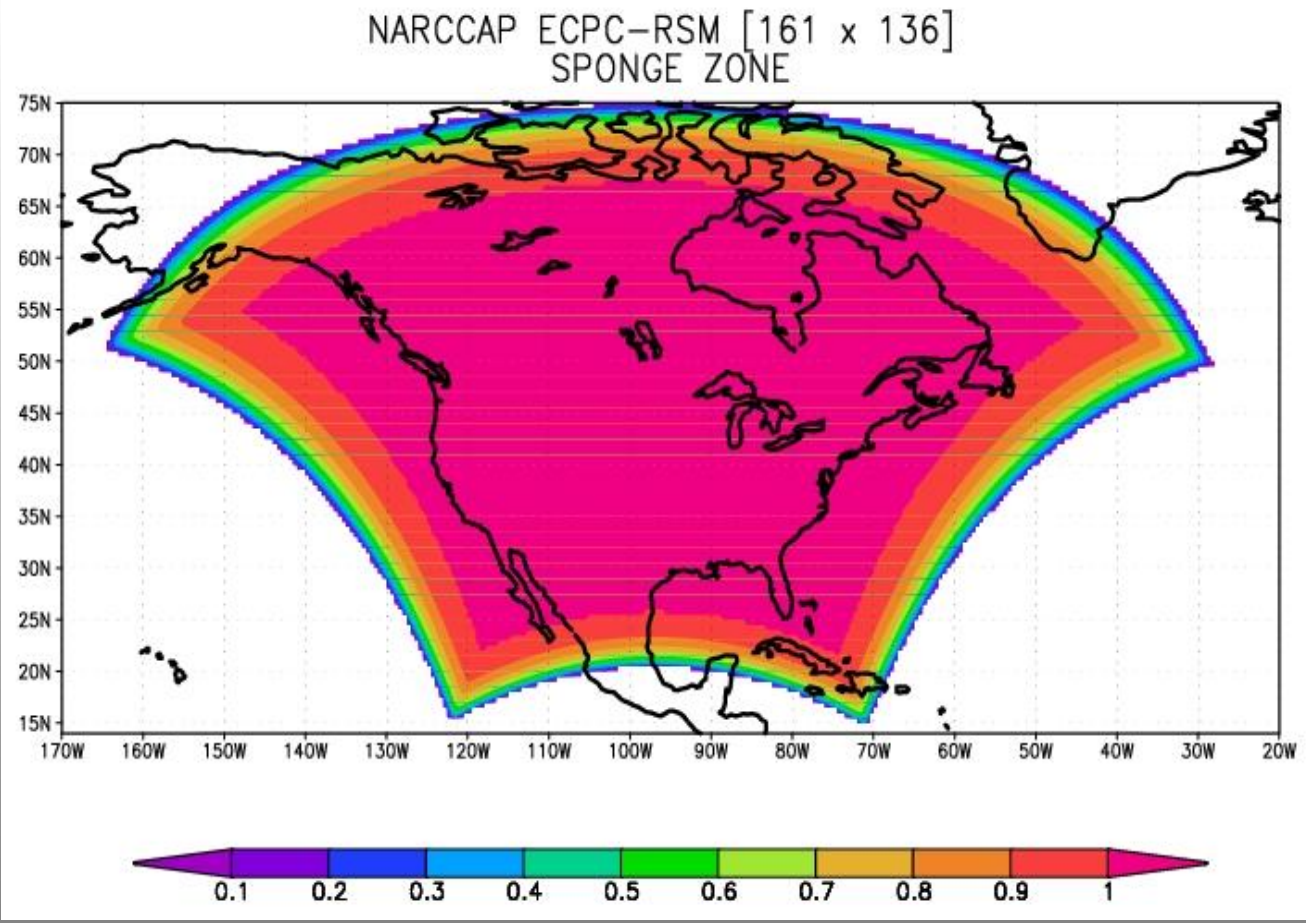 NARCCAP ECPC-RSM [161 x 136]
SPONGE ZONE
75N
70N
65N
60N
55N
50N
45N
40N
35N
30N
25N
20N
15N
170W 160W 150W 140W 130W 120W 110W 100W 90W 80W 70W 60W 50W 40W 30W 20W
0.1 0.2 0.3 0.4 0.5 0.6 0.7 0.8 0.9 1